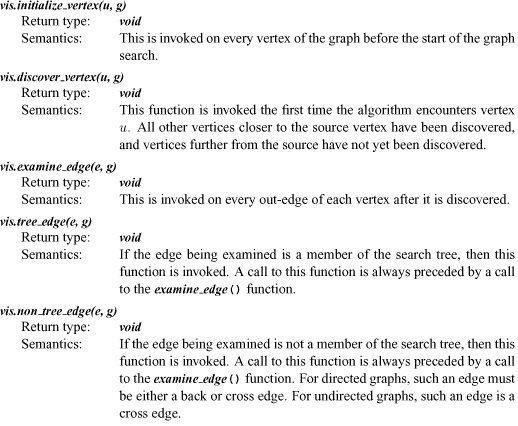 vis.initialize_vertex(u, g)
Return type: void
Semantics: This is invoked on every vertex of the graph before the start of the graph
search.
vis.discover_vertex(u, g)
Return type: void
Semantics: This function is invoked the first time the algorithm encounters vertex
u. All other vertices closer to the source vertex have been discovered,
and vertices further from the source have not yet been discovered.
vis.examine_edge(e, g)
Return type: void
Semantics: This is invoked on every out-edge of each vertex after it is discovered.
vis.tree_edge(e, g)
Return type: void
Semantics: If the edge being examined is a member of the search tree, then this
function is invoked. A call to this function is always preceded by a call
to the examine_edge() function.
vis.non_tree_edge(e, g)
Return type: void
Semantics: If the edge being examined is not a member of the search tree, then this
function is invoked. A call to this function is always preceded by a call
to the examine_edge() function. For directed graphs, such an edge must
be either a back or cross edge. For undirected graphs, such an edge is a
cross edge.